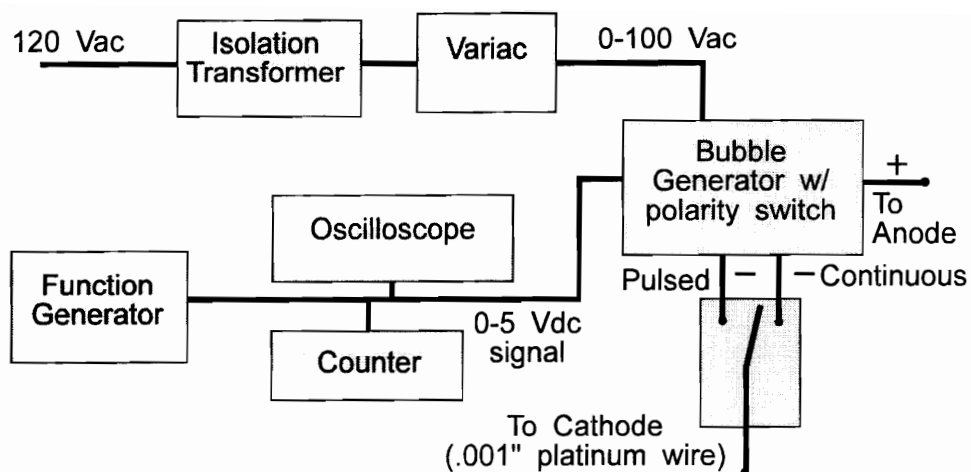 120 Vac
Isolation
Transformer
Variac
0-100 Vac
Bubble
Generator w/
polarity switch
+
To
Anode
Oscilloscope
Function
Generator
Counter
0-5 Vdc
signal
Pulsed –
– Continuous
To Cathode
(.001" platinum wire)